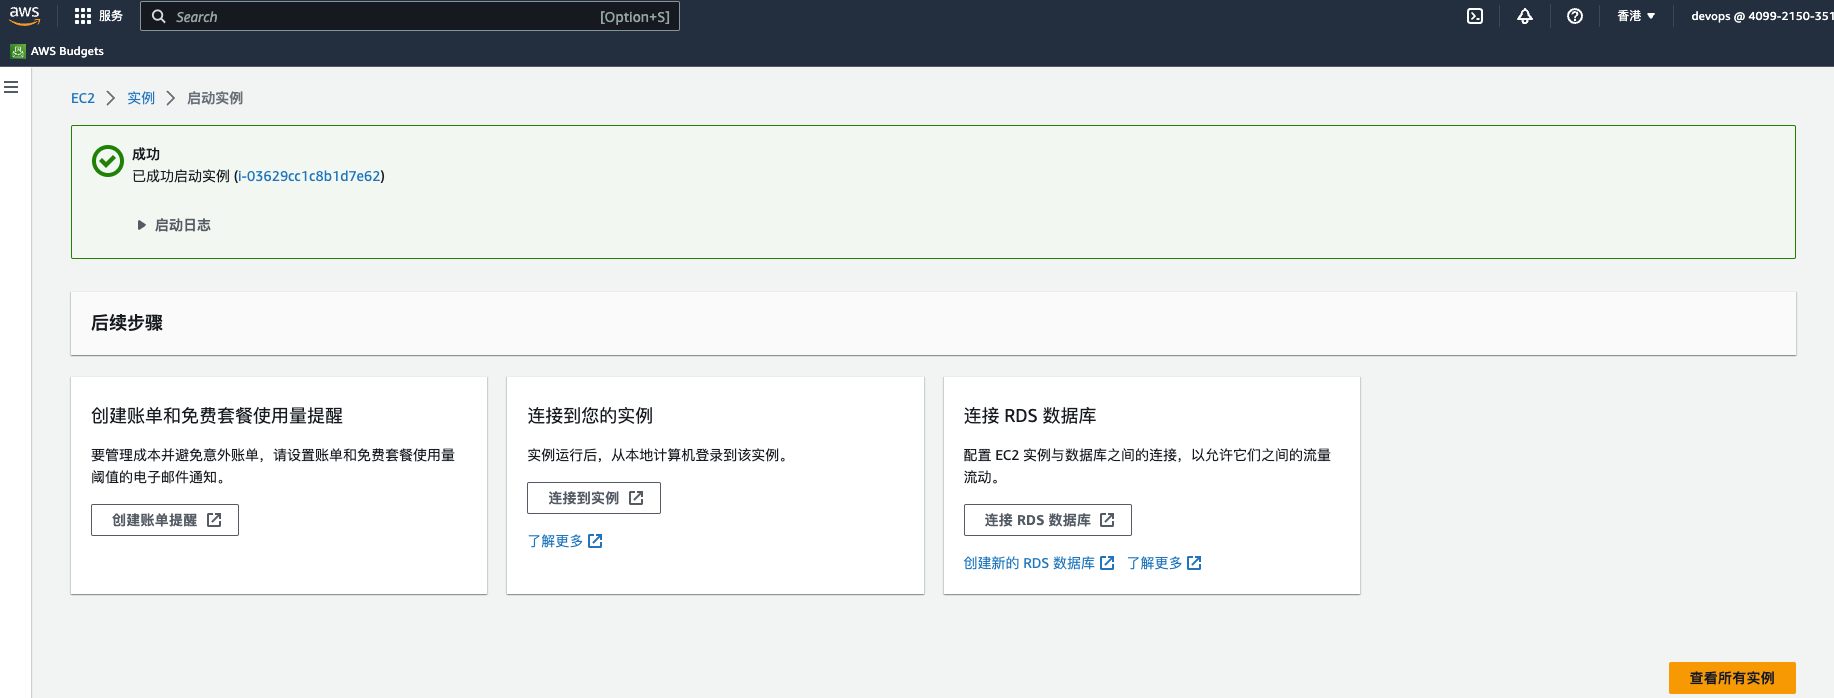 aws
服务
Search
[Option+S]
香港
devops @ 4099-2150-351
AWS Budgets
EC2 实例 启动实例
成功
已成功启动实例 (i-03629cc1c8b1d7e62)
启动日志
后续步骤
创建账单和免费套餐使用量提醒
要管理成本并避免意外账单，请设置账单和免费套餐使用量
阈值的电子邮件通知。
创建账单提醒
连接到您的实例
实例运行后，从本地计算机登录到该实例。
连接到实例
了解更多
连接 RDS 数据库
配置 EC2 实例与数据库之间的连接，以允许它们之间的流量
流动。
连接 RDS 数据库
创建新的 RDS 数据库 了解更多
查看所有实例